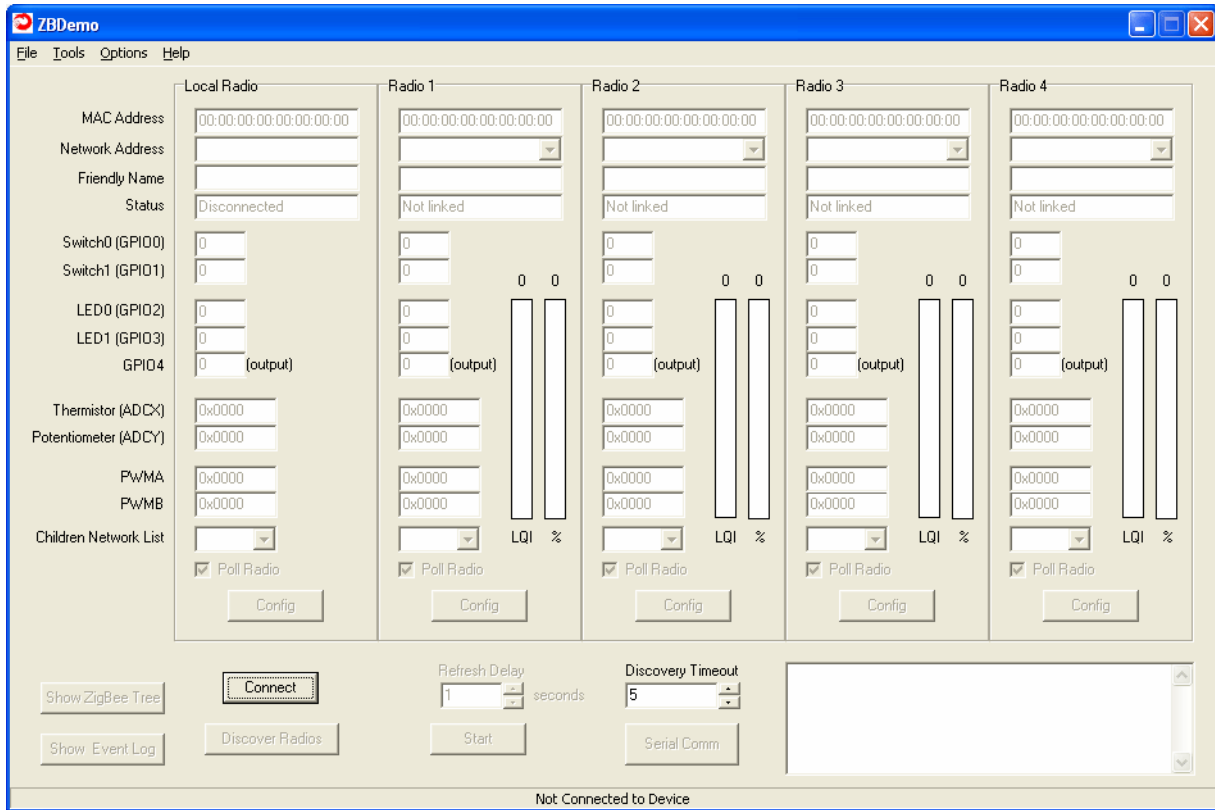 ZBDemo
File Tools Options Help
Local Radio Radio 1 Radio 2 Radio 3 Radio 4
MAC Address 00:00:00:00:00:00:00:00 00:00:00:00:00:00:00:00 00:00:00:00:00:00:00:00 00:00:00:00:00:00:00:00 00:00:00:00:00:00:00:00
Network Address
Friendly Name
Status Disconnected Not linked Not linked Not linked Not linked
Switch0 (GPIO0) 0 0 0 0 0
Switch1 (GPIO1) 0 0 0 0 0
0 0 0 0 0 0 0 0
LED0 (GPIO2) 0 0 0 0 0
LED1 (GPIO3) 0 0 0 0 0
GPIO4 0 (output) 0 (output) 0 (output) 0 (output) 0 (output)
Thermistor (ADCX) 0x0000 0x0000 0x0000 0x0000 0x0000
Potentiometer (ADCY) 0x0000 0x0000 0x0000 0x0000 0x0000
PWMA 0x0000 0x0000 0x0000 0x0000 0x0000
PWMB 0x0000 0x0000 0x0000 0x0000 0x0000
Children Network List LQI % LQI % LQI % LQI %
Poll Radio Poll Radio Poll Radio Poll Radio Poll Radio
Config Config Config Config Config
Refresh Delay Discovery Timeout
Show ZigBee Tree Connect 1 seconds 5
Show Event Log Discover Radios Start Serial Comm
Not Connected to Device